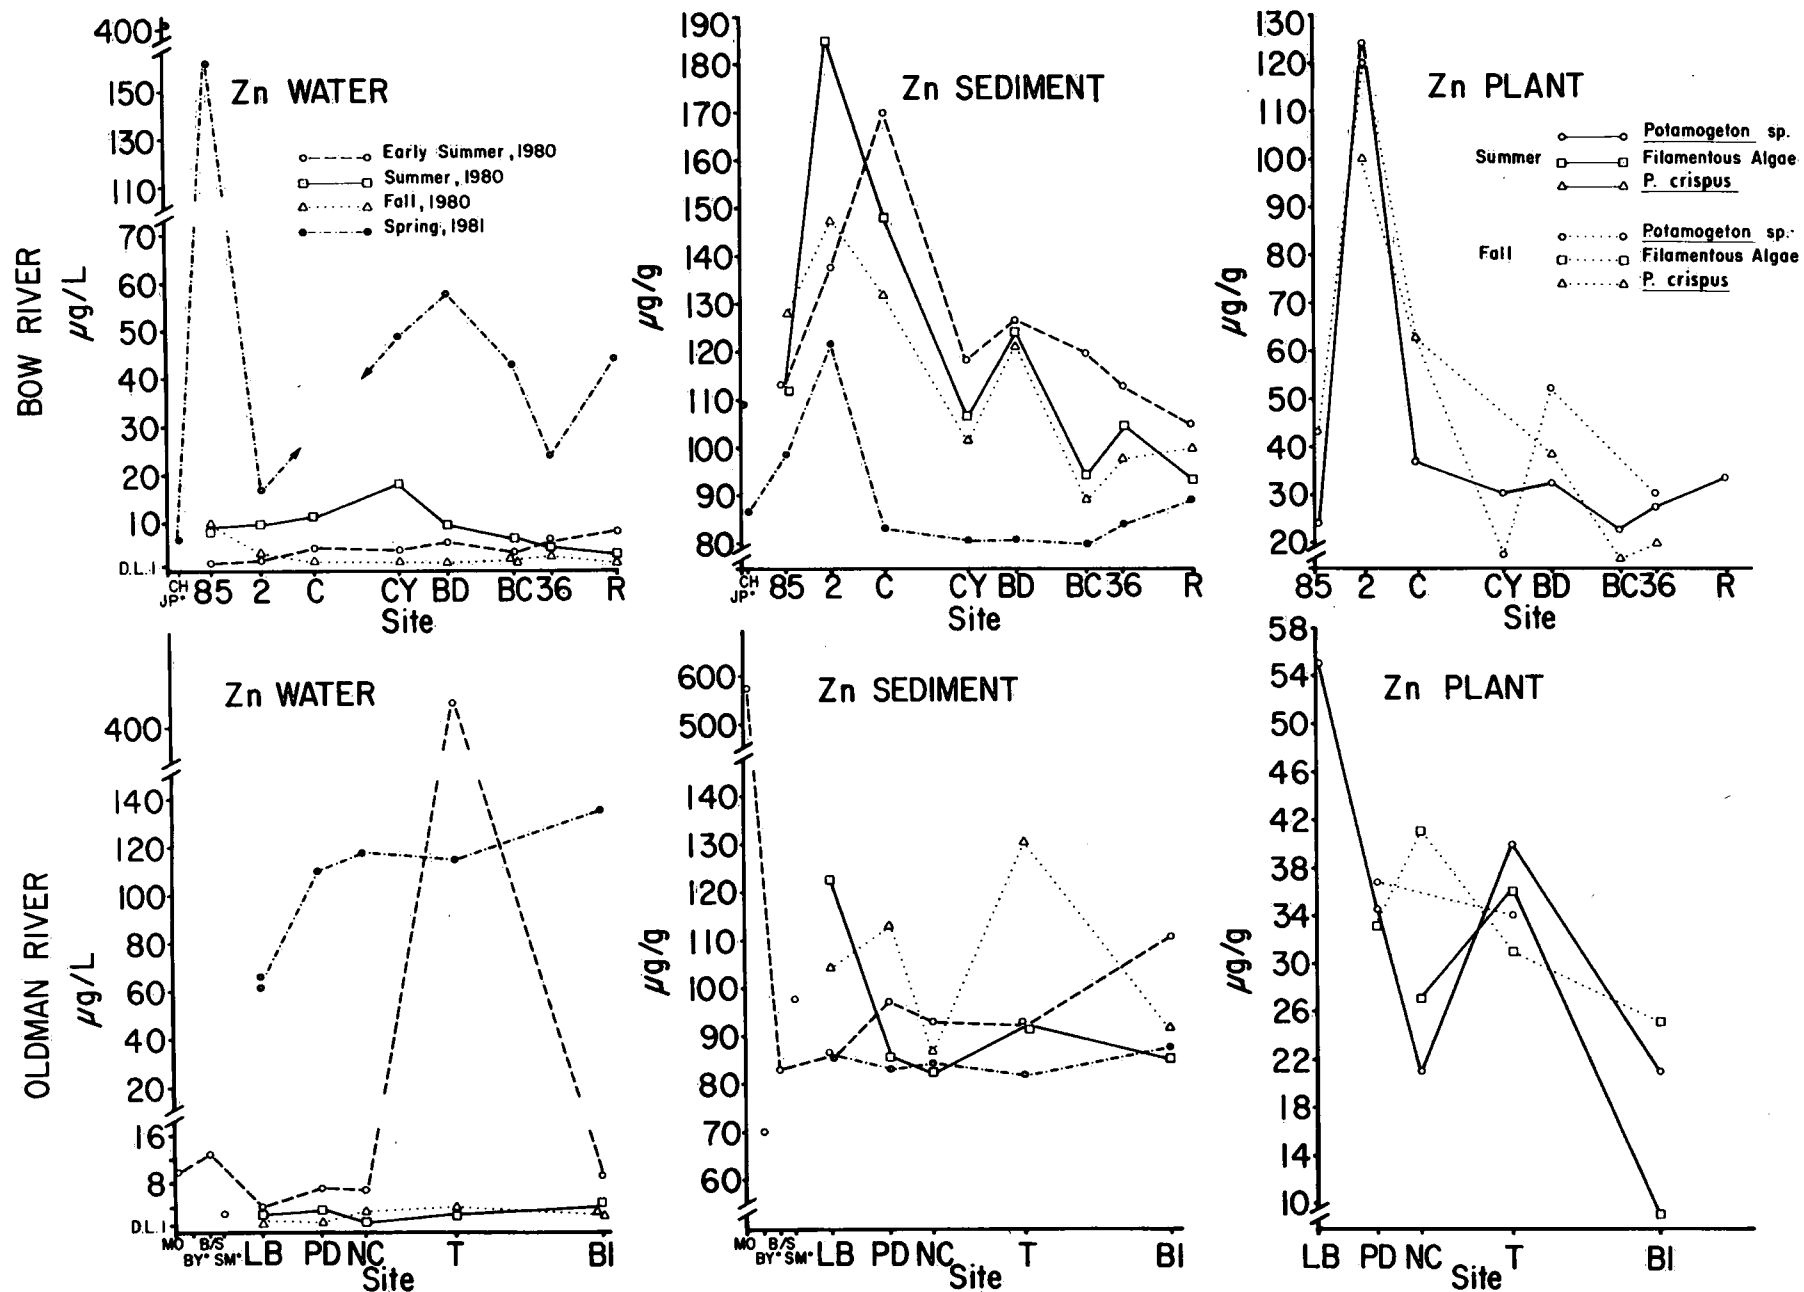 BOW RIVER
Zn WATER
µg/L
400
150
130
110
70
60
50
40
30
20
10
D.L.
Early Summer, 1980
Summer, 1980
Fall, 1980
Spring, 1981
CH JP* 85 2 C CY BD BC 36 R
Site
Zn SEDIMENT
µg/g
190
180
170
160
150
140
130
120
110
100
90
80
CH JP* 85 2 C CY BD BC 36 R
Site
Zn PLANT
µg/g
130
120
110
100
90
80
70
60
50
40
30
20
Summer
Potamogeton sp.
Filamentous Algae
P. crispus
Fall
Potamogeton sp.
Filamentous Algae
P. crispus
85 2 C CY BD BC 36 R
Site
OLDMAN RIVER
Zn WATER
µg/L
400
140
120
100
80
60
40
20
16
8
D.L.
MO BY* B/S SM* LB PD NC T BI
Site
Zn SEDIMENT
µg/g
600
500
140
130
120
110
100
90
80
70
60
MO BY* B/S SM* LB PD NC T BI
Site
Zn PLANT
µg/g
58
54
50
46
42
38
34
30
26
22
18
14
10
LB PD NC T BI
Site